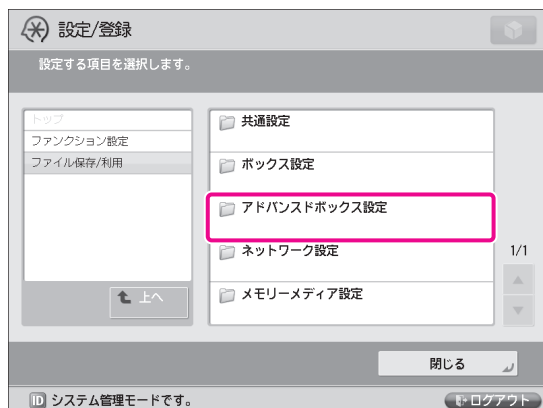 設定/登録
設定する項目を選択します。
トップ
ファンクション設定
ファイル保存/利用
上へ
共通設定
ボックス設定
アドバンスドボックス設定
ネットワーク設定
メモリーメディア設定
1/1
閉じる
ID システム管理モードです。
ログアウト